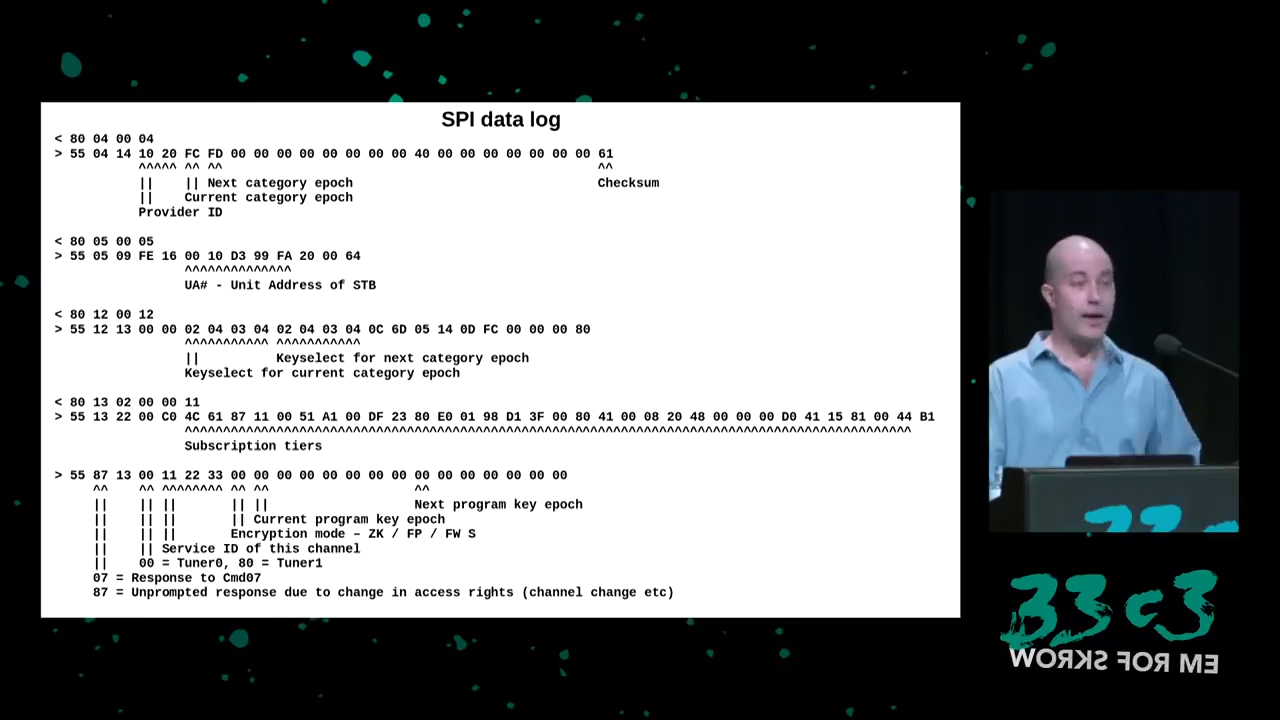 SPI data log
< 80 04 00 04
> 55 04 14 10 20 FC FD 00 00 00 00 00 00 00 00 40 00 00 00 00 00 00 00 61
^^^^^ ^^ ^^ ^^
|| || Next category epoch Checksum
|| Current category epoch
Provider ID
< 80 05 00 05
> 55 05 09 FE 16 00 10 D3 99 FA 20 00 64
^^^^^^^^^^^^^^
UA# - Unit Address of STB
< 80 12 00 12
> 55 12 13 00 00 02 04 03 04 02 04 03 04 0C 6D 05 14 0D FC 00 00 00 80
^^^^^^^^^^^ ^^^^^^^^^^^
|| Keyselect for next category epoch
Keyselect for current category epoch
< 80 13 02 00 00 11
> 55 13 22 00 C0 4C 61 87 11 00 51 A1 00 DF 23 80 E0 01 98 D1 3F 00 80 41 00 08 20 48 00 00 00 D0 41 15 81 00 44 B1
^^^^^^^^^^^^^^^^^^^^^^^^^^^^^^^^^^^^^^^^^^^^^^^^^^^^^^^^^^^^^^^^^^^^^^^^^^^^^^^^^^^^^^^^^^^^^^^
Subscription tiers
> 55 87 13 00 11 22 33 00 00 00 00 00 00 00 00 00 00 00 00 00 00 00
^^ ^^ ^^^^^^^^ ^^ ^^ ^^
|| || || || || Next program key epoch
|| || || || Current program key epoch
|| || || Encryption mode – ZK / FP / FW S
|| || Service ID of this channel
|| 00 = Tuner0, 80 = Tuner1
07 = Response to Cmd07
87 = Unprompted response due to change in access rights (channel change etc)
33c3
WORKS FOR ME